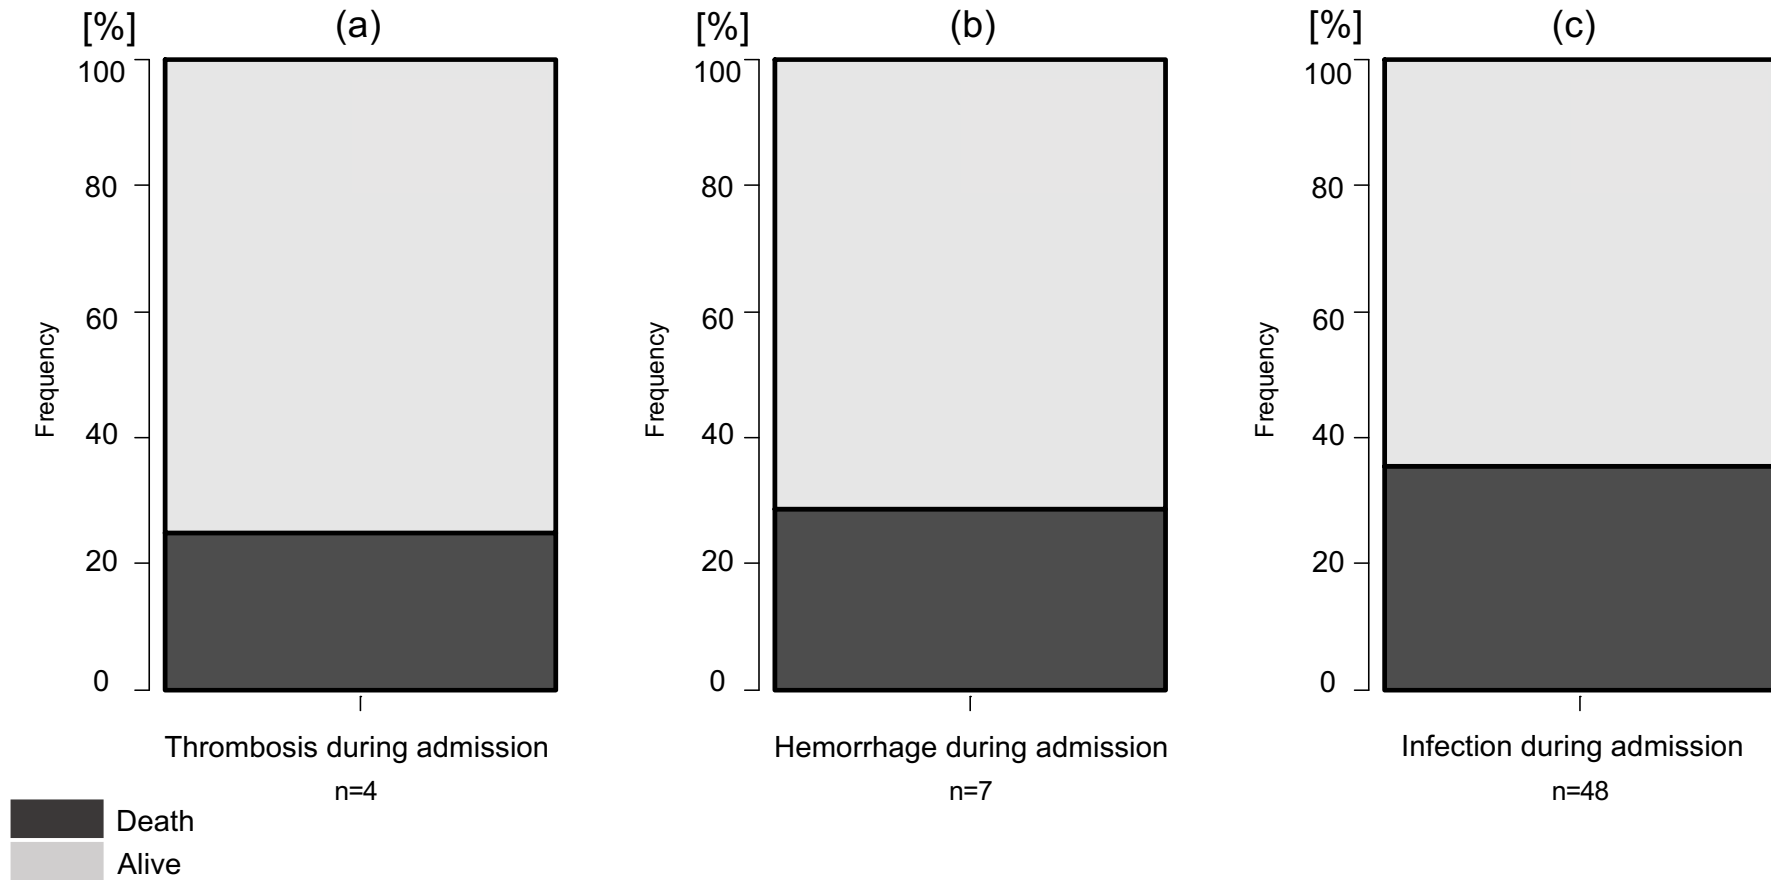 [%] (a)
100
80
60
40
20
0
Frequency
Thrombosis during admission
n=4
[%] (b)
100
80
60
40
20
0
Frequency
Hemorrhage during admission
n=7
[%] (c)
100
80
60
40
20
0
Frequency
Infection during admission
n=48
Death
Alive